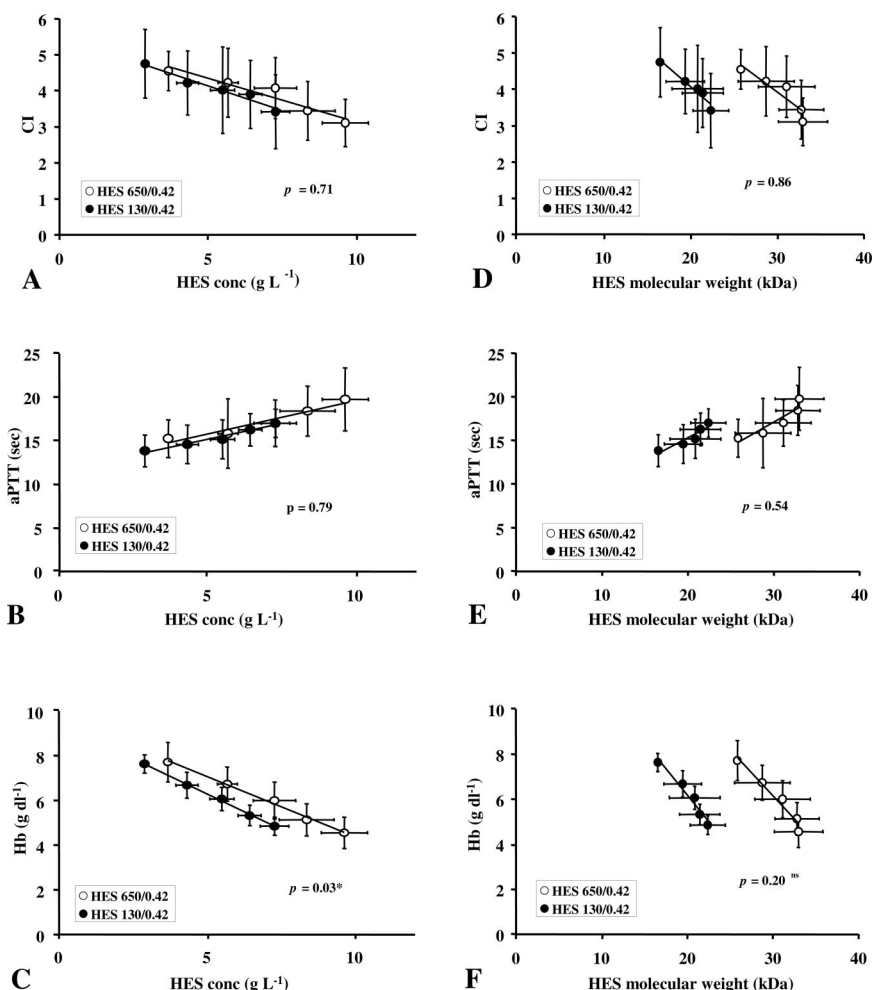 6
5
4
3
2
1
0
CI
HES 650/0.42
HES 130/0.42
p = 0.71
0 5 10
A HES conc (g L -1)
6
5
4
3
2
1
0
CI
HES 650/0.42
HES 130/0.42
p = 0.86
0 10 20 30 40
D HES molecular weight (kDa)
25
20
15
10
5
0
aPTT (sec)
HES 650/0.42
HES 130/0.42
p = 0.79
0 5 10
B HES conc (g L-1)
25
20
15
10
5
0
aPTT (sec)
HES 650/0.42
HES 130/0.42
p = 0.54
0 10 20 30 40
E HES molecular weight (kDa)
10
8
6
4
2
0
Hb (g dl-1)
HES 650/0.42
HES 130/0.42
p = 0.03*
0 5 10
C HES conc (g L-1)
10
8
6
4
2
0
Hb (g dl-1)
HES 650/0.42
HES 130/0.42
p = 0.20 ns
0 10 20 30 40
F HES molecular weight (kDa)